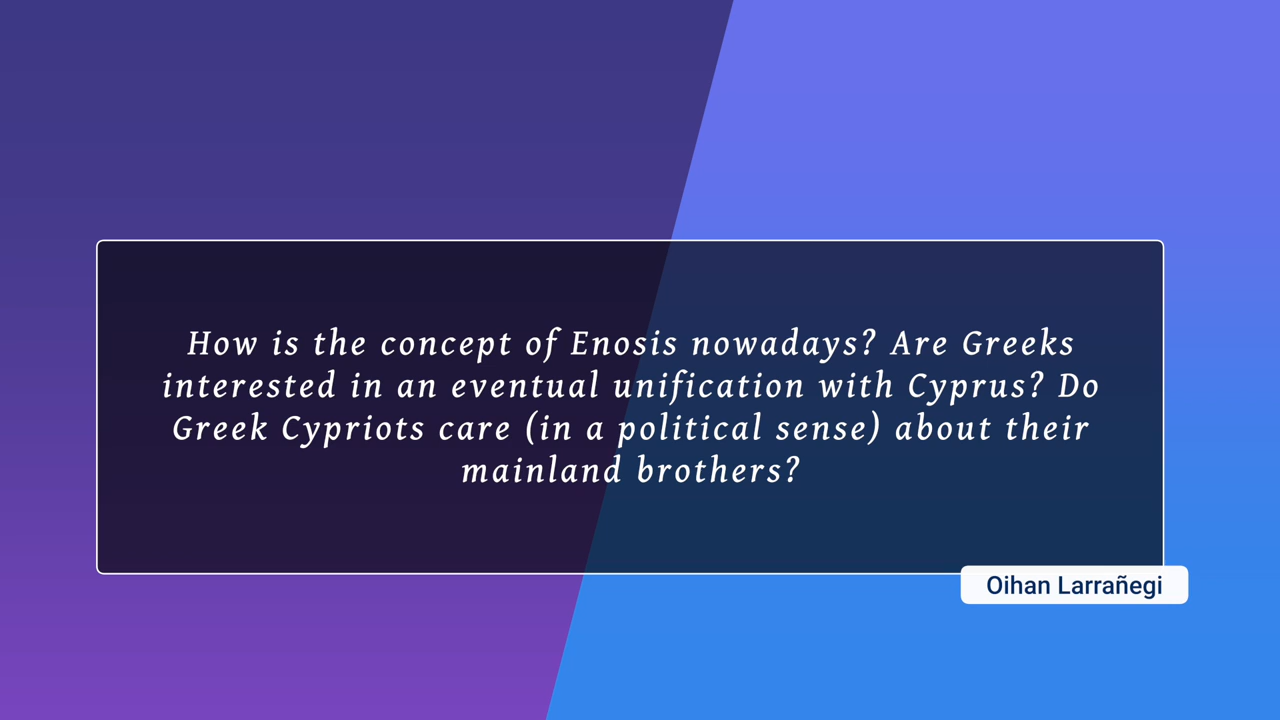 How is the concept of Enosis nowadays? Are Greeks
interested in an eventual unification with Cyprus? Do
Greek Cypriots care (in a political sense) about their
mainland brothers?
Oihan Larrañegi